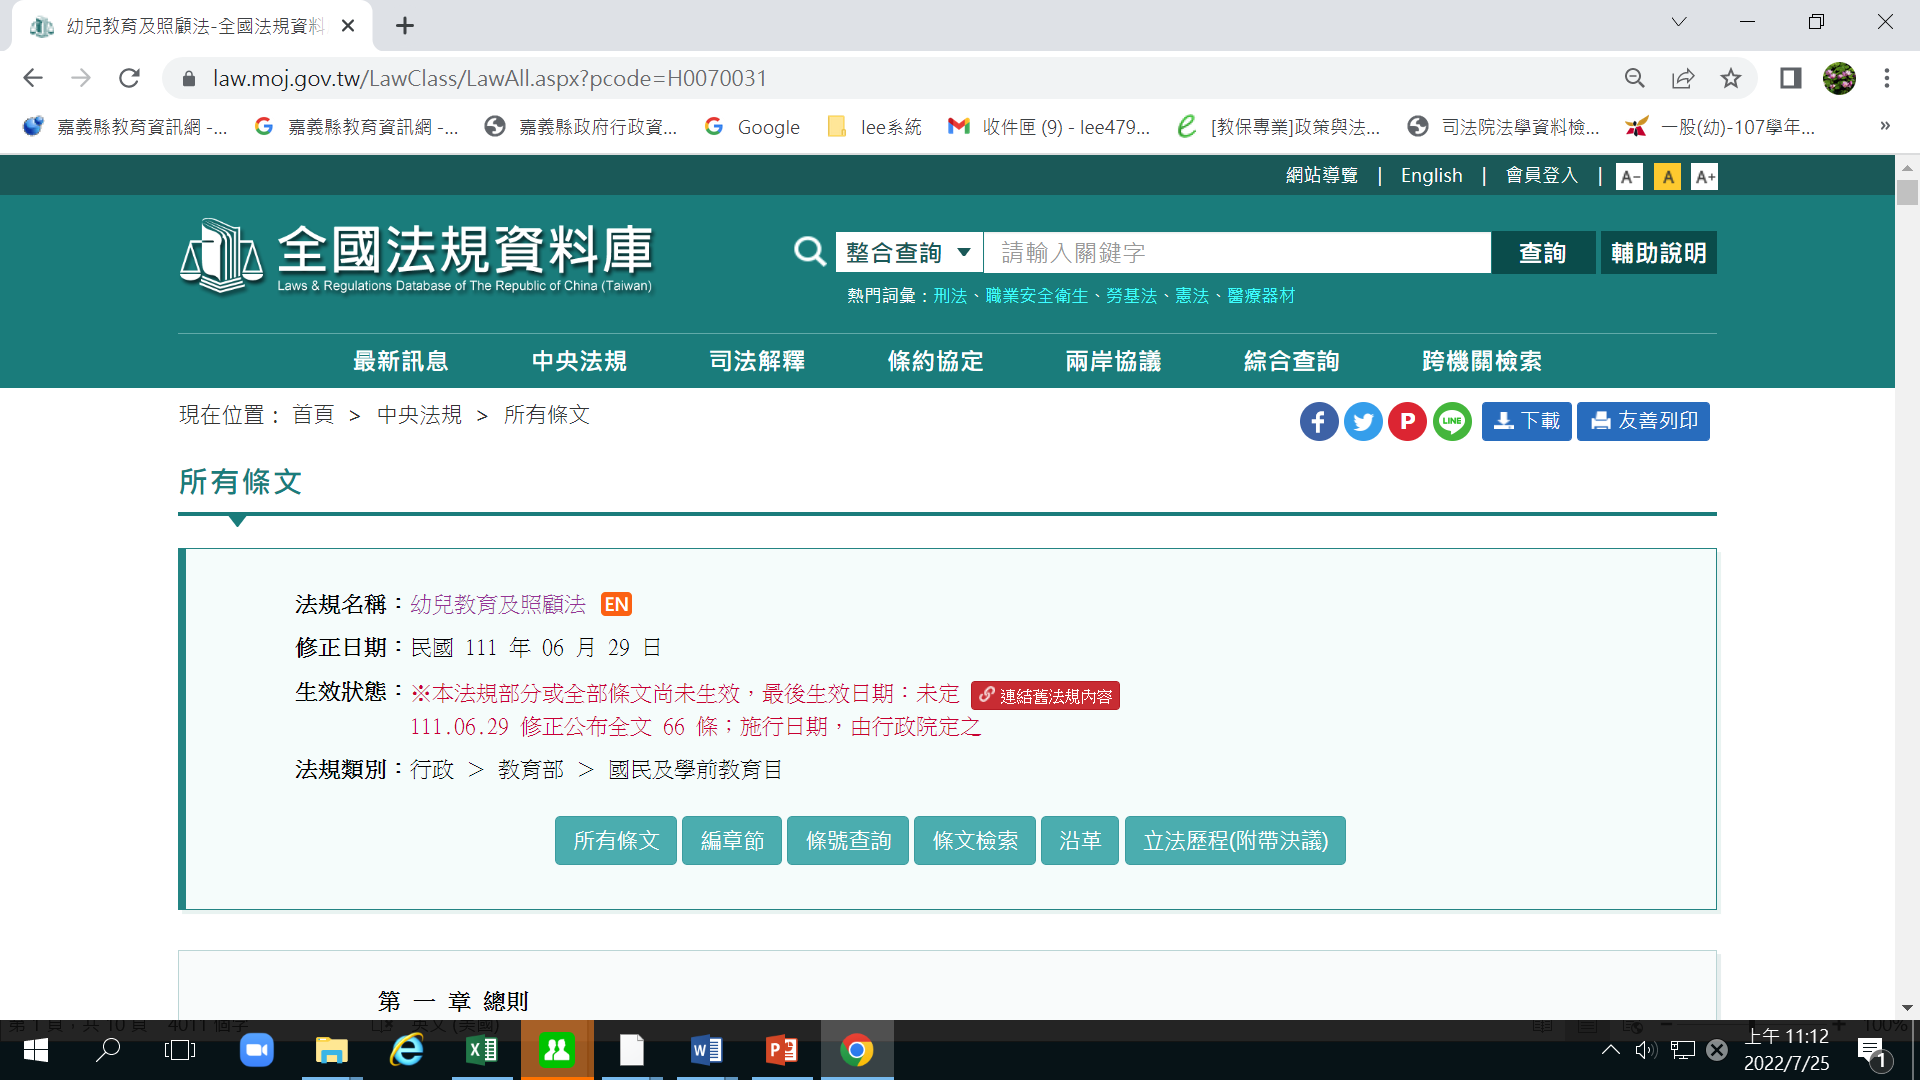 幼兒教育及照顧法-全國法規資料
law.moj.gov.tw/LawClass/LawAll.aspx?pcode=H0070031
嘉義縣教育資訊網 -...
嘉義縣教育資訊網 -...
嘉義縣政府行政資...
Google
lee系統
收件匣 (9) - lee479...
[教保專業]政策與法...
司法院法學資料檢...
一股(幼)-107學年...
»
網站導覽 | English | 會員登入 | A- A A+
全國法規資料庫
Laws & Regulations Database of The Republic of China (Taiwan)
整合查詢 請輸入關鍵字 查詢 輔助說明
熱門詞彙：刑法、職業安全衛生、勞基法、憲法、醫療器材
最新訊息 中央法規 司法解釋 條約協定 兩岸協議 綜合查詢 跨機關檢索
現在位置： 首頁 > 中央法規 > 所有條文
LINE 下載 友善列印
所有條文
法規名稱：幼兒教育及照顧法 EN
修正日期：民國 111 年 06 月 29 日
生效狀態：※本法規部分或全部條文尚未生效，最後生效日期：未定 連結舊法規內容
111.06.29 修正公布全文 66 條；施行日期，由行政院定之
法規類別：行政 ＞ 教育部 ＞ 國民及學前教育目
所有條文 編章節 條號查詢 條文檢索 沿革 立法歷程(附帶決議)
第 一 章 總則
第 1 頁，共 10 頁 4011 個字 英文 (美國) 100%
上午 11:12
2022/7/25
1